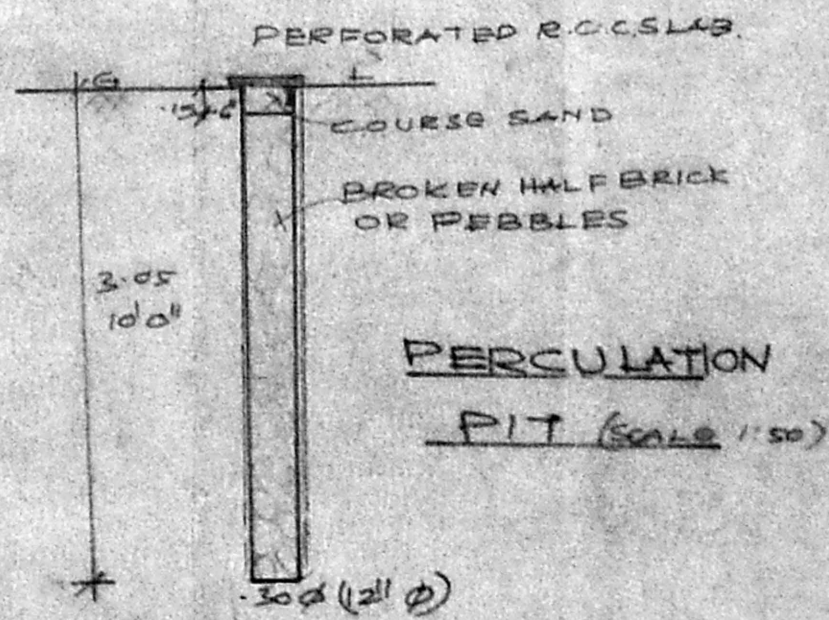 PERFORATED R.C.C.SLAB.
G L
.15/6"
COURSE SAND
BROKEN HALF BRICK
OR PEBBLES
3.05
10'0"
PERCULATION
PIT (SCALE 1:50)
.30 Ø (12" Ø)